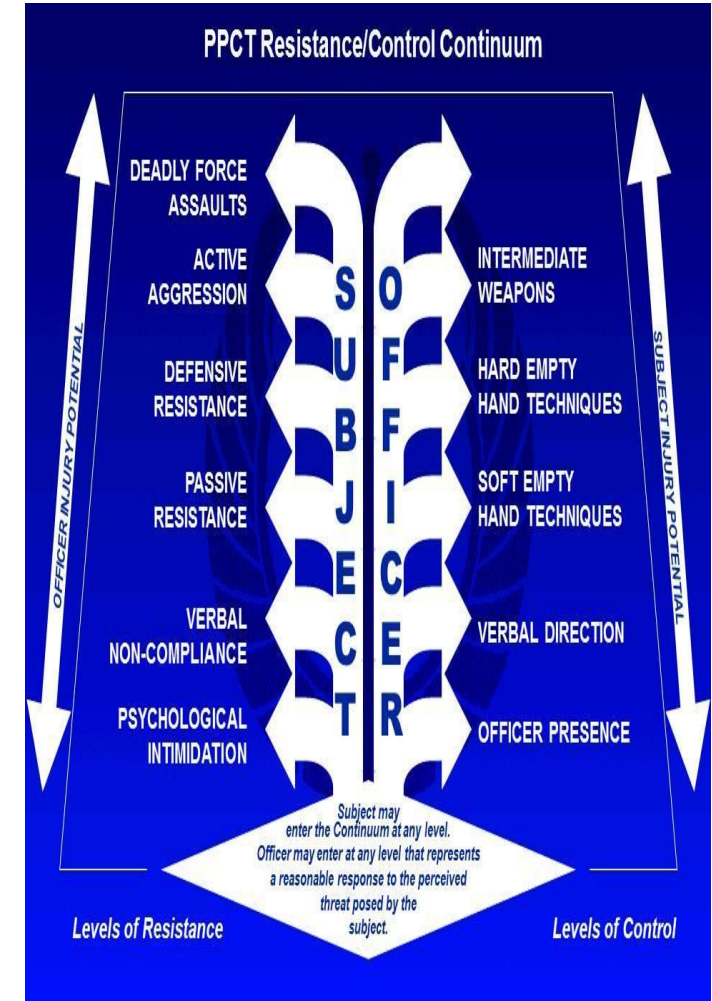 PPCT Resistance/Control Continuum
DEADLY FORCE
ASSAULTS
ACTIVE
AGGRESSION
INTERMEDIATE
WEAPONS
DEFENSIVE
RESISTANCE
HARD EMPTY
HAND TECHNIQUES
PASSIVE
RESISTANCE
SOFT EMPTY
HAND TECHNIQUES
VERBAL
NON-COMPLIANCE
VERBAL DIRECTION
PSYCHOLOGICAL
INTIMIDATION
OFFICER PRESENCE
SUBJECT
OFFICER
OFFICER INJURY POTENTIAL
SUBJECT INJURY POTENTIAL
Subject may
enter the Continuum at any level.
Officer may enter at any level that represents
a reasonable response to the perceived
threat posed by the
subject.
Levels of Resistance
Levels of Control